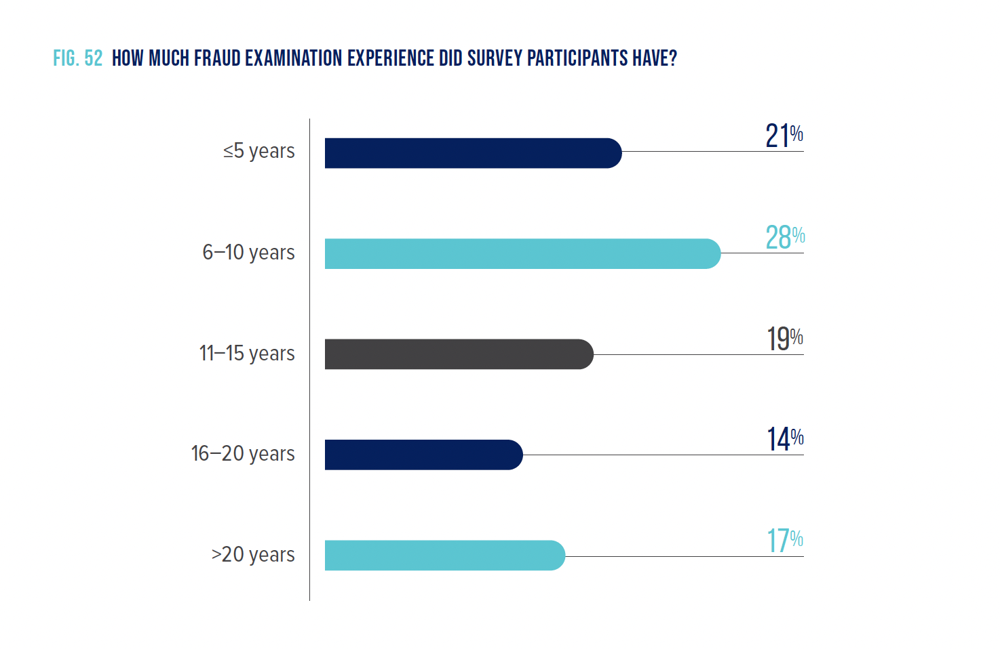 FIG. 52 HOW MUCH FRAUD EXAMINATION EXPERIENCE DID SURVEY PARTICIPANTS HAVE?
≤5 years 21%
6–10 years 28%
11–15 years 19%
16–20 years 14%
>20 years 17%